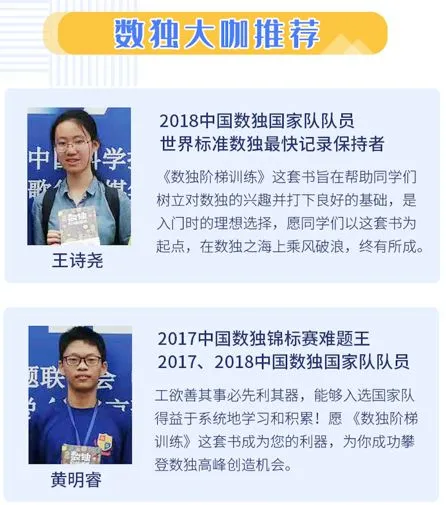 数独大咖推荐
2018中国数独国家队队员
世界标准数独最快记录保持者
《数独阶梯训练》这套书旨在帮助同学们
树立对数独的兴趣并打下良好的基础，是
入门时的理想选择，愿同学们以这套书为
起点，在数独之海上乘风破浪，终有所成。
王诗尧
2017中国数独锦标赛难题王
2017、2018中国数独国家队队员
工欲善其事必先利其器，能够入选国家队
得益于系统地学习和积累！愿《数独阶梯
训练》这套书成为您的利器，为你成功攀
登数独高峰创造机会。
数独
黄明睿